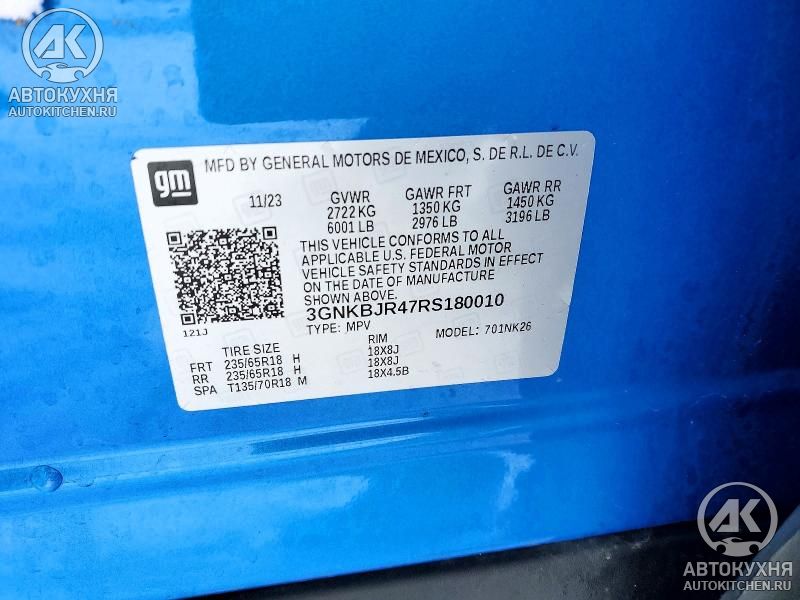 AK
АВТОКУХНЯ
AUTOKITCHEN.RU
gm
MFD BY GENERAL MOTORS DE MEXICO, S. DE R.L. DE C.V.
11/23
GVWR
2722 KG
6001 LB
GAWR FRT
1350 KG
2976 LB
GAWR RR
1450 KG
3196 LB
THIS VEHICLE CONFORMS TO ALL
APPLICABLE U.S. FEDERAL MOTOR
VEHICLE SAFETY STANDARDS IN EFFECT
ON THE DATE OF MANUFACTURE
SHOWN ABOVE.
3GNKBJR47RS180010
121J
TYPE: MPV
MODEL: 701NK26
TIRE SIZE RIM
FRT 235/65R18 H 18X8J
RR 235/65R18 H 18X8J
SPA T135/70R18 M 18X4.5B
AK
АВТОКУХНЯ
AUTOKITCHEN.RU